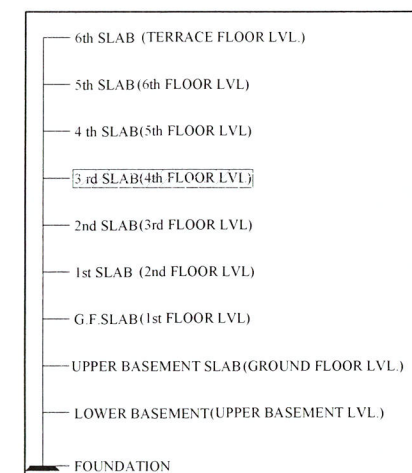 6th SLAB (TERRACE FLOOR LVL.)
5th SLAB(6th FLOOR LVL)
4 th SLAB(5th FLOOR LVL)
3 rd SLAB(4th FLOOR LVL)
2nd SLAB(3rd FLOOR LVL)
1st SLAB (2nd FLOOR LVL)
G.F.SLAB(1st FLOOR LVL)
UPPER BASEMENT SLAB(GROUND FLOOR LVL.)
LOWER BASEMENT(UPPER BASEMENT LVL.)
FOUNDATION